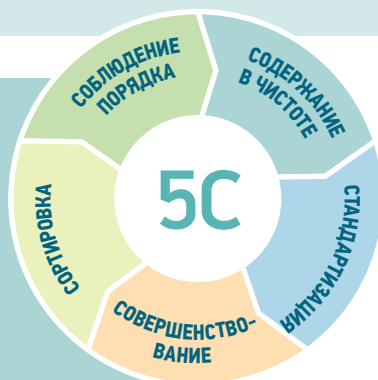 СОБЛЮДЕНИЕ
ПОРЯДКА
СОДЕРЖАНИЕ
В ЧИСТОТЕ
5С
СОРТИРОВКА
СТАНДАРТИЗАЦИЯ
СОВЕРШЕНСТВО-
ВАНИЕ